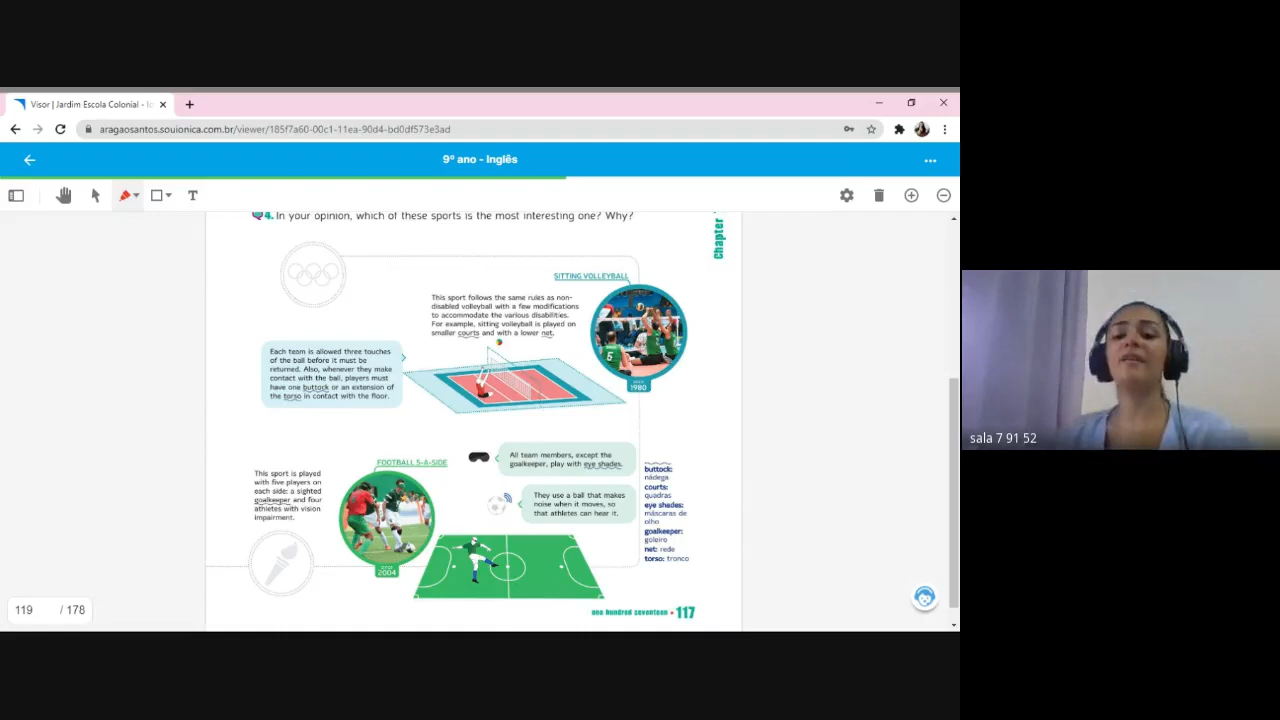 Visor | Jardim Escola Colonial - Io
aragaosantos.souionica.com.br/viewer/185f7a60-00c1-11ea-90d4-bd0df573e3ad
9º ano - Inglês
T
4. In your opinion, which of these sports is the most interesting one? Why?
Chapter
SITTING VOLLEYBALL
This sport follows the same rules as non-
disabled volleyball with a few modifications
to accommodate the various disabilities.
For example, sitting volleyball is played on
smaller courts and with a lower net.
Each team is allowed three touches
of the ball before it must be
returned. Also, whenever they make
contact with the ball, players must
have one buttock or an extension of
the torso in contact with the floor.
5
since
1980
FOOTBALL 5-A-SIDE
This sport is played
with five players on
each side: a sighted
goalkeeper and four
athletes with vision
impairment.
since
2004
All team members, except the
goalkeeper, play with eye shades.
They use a ball that makes
noise when it moves, so
that athletes can hear it.
buttock:
nádega
courts:
quadras
eye shades:
máscaras de
olho
goalkeeper:
goleiro
net: rede
torso: tronco
119 / 178
one hundred seventeen • 117
sala 7 91 52